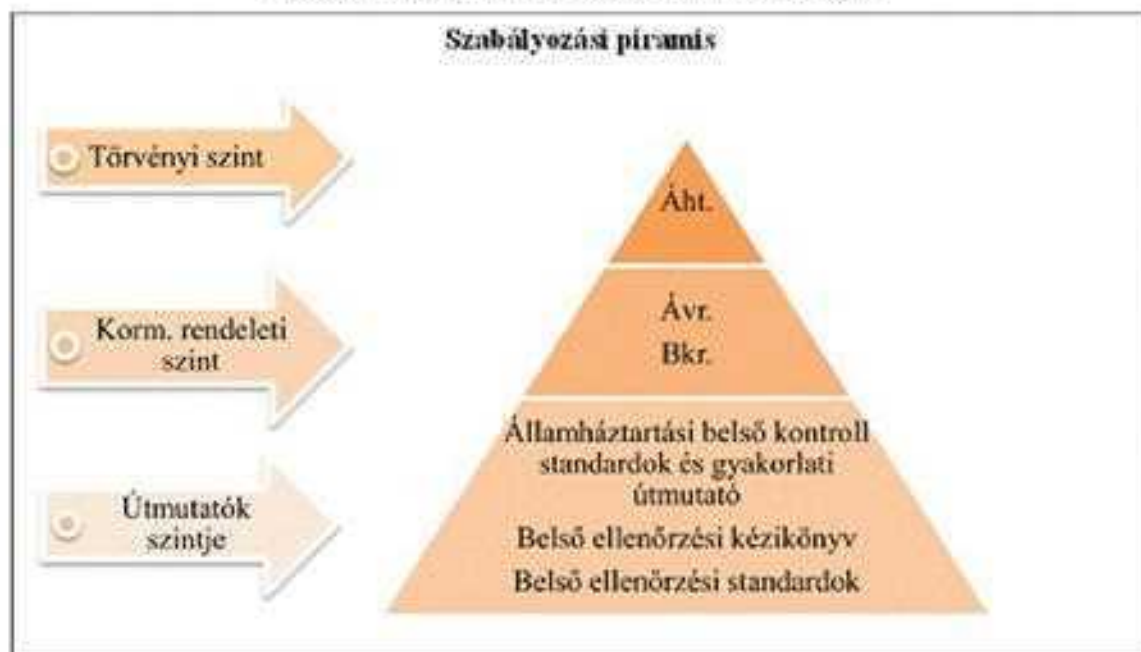 Szabályozási piramis
Törvényi szint
Áht.
Korm. rendeleti
szint
Ávr.
Bkr.
Útmutatók
szintje
Államháztartási belső kontroll
standardok és gyakorlati
útmutató
Belső ellenőrzési kézikönyv
Belső ellenőrzési standardok